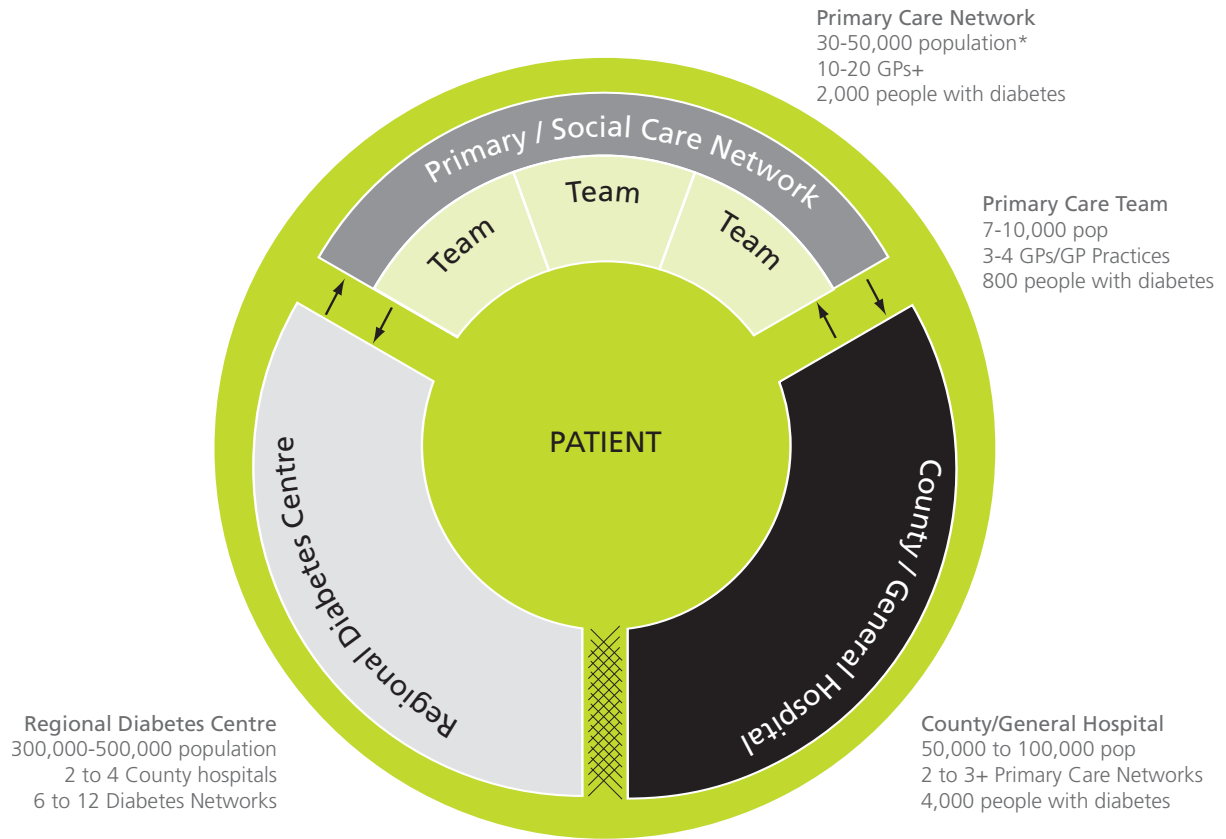 Primary Care Network
30-50,000 population*
10-20 GPs+
2,000 people with diabetes
Primary / Social Care Network
Team
Team
Team
Primary Care Team
7-10,000 pop
3-4 GPs/GP Practices
800 people with diabetes
PATIENT
Regional Diabetes Centre
County / General Hospital
Regional Diabetes Centre
300,000-500,000 population
2 to 4 County hospitals
6 to 12 Diabetes Networks
County/General Hospital
50,000 to 100,000 pop
2 to 3+ Primary Care Networks
4,000 people with diabetes